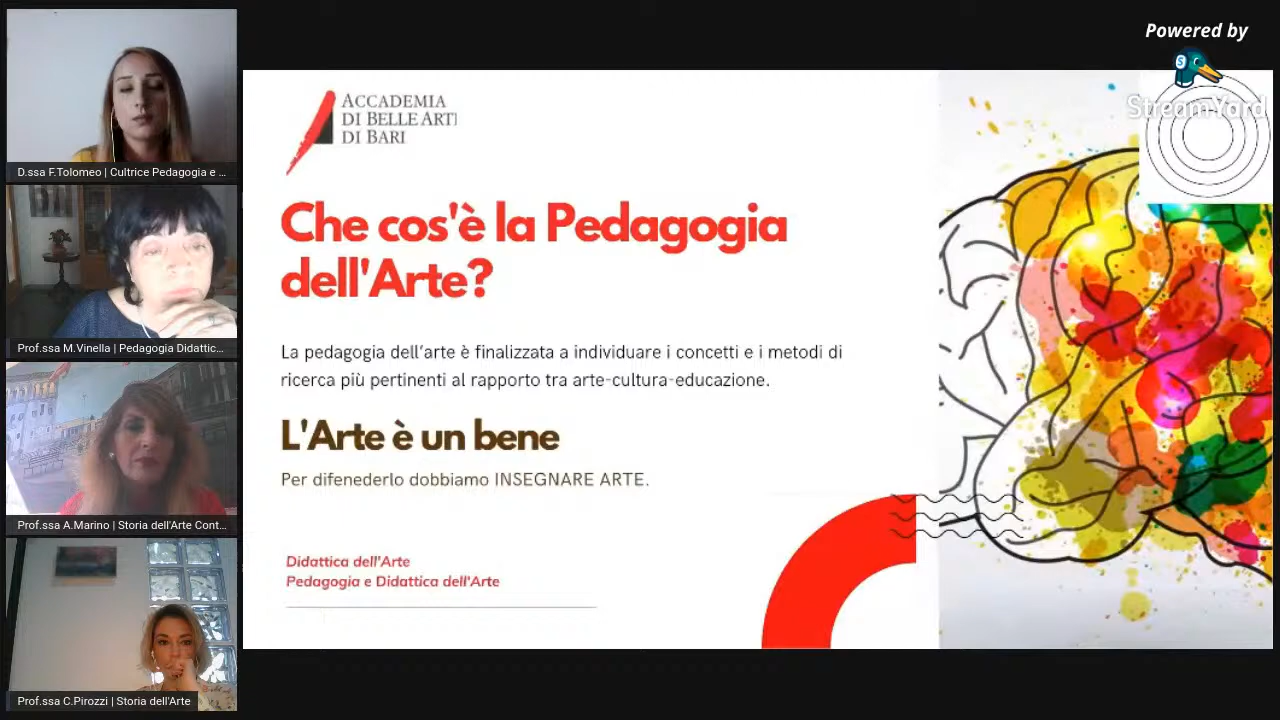 Powered by
StreamYard
D.ssa F.Tolomeo | Cultrice Pedagogia e ...
Prof.ssa M.Vinella | Pedagogia Didattic...
Prof.ssa A.Marino | Storia dell'Arte Cont...
Prof.ssa C.Pirozzi | Storia dell'Arte
ACCADEMIA
DI BELLE ARTI
DI BARI
Che cos'è la Pedagogia
dell'Arte?
La pedagogia dell'arte è finalizzata a individuare i concetti e i metodi di
ricerca più pertinenti al rapporto tra arte-cultura-educazione.
L'Arte è un bene
Per difenederlo dobbiamo INSEGNARE ARTE.
Didattica dell'Arte
Pedagogia e Didattica dell'Arte